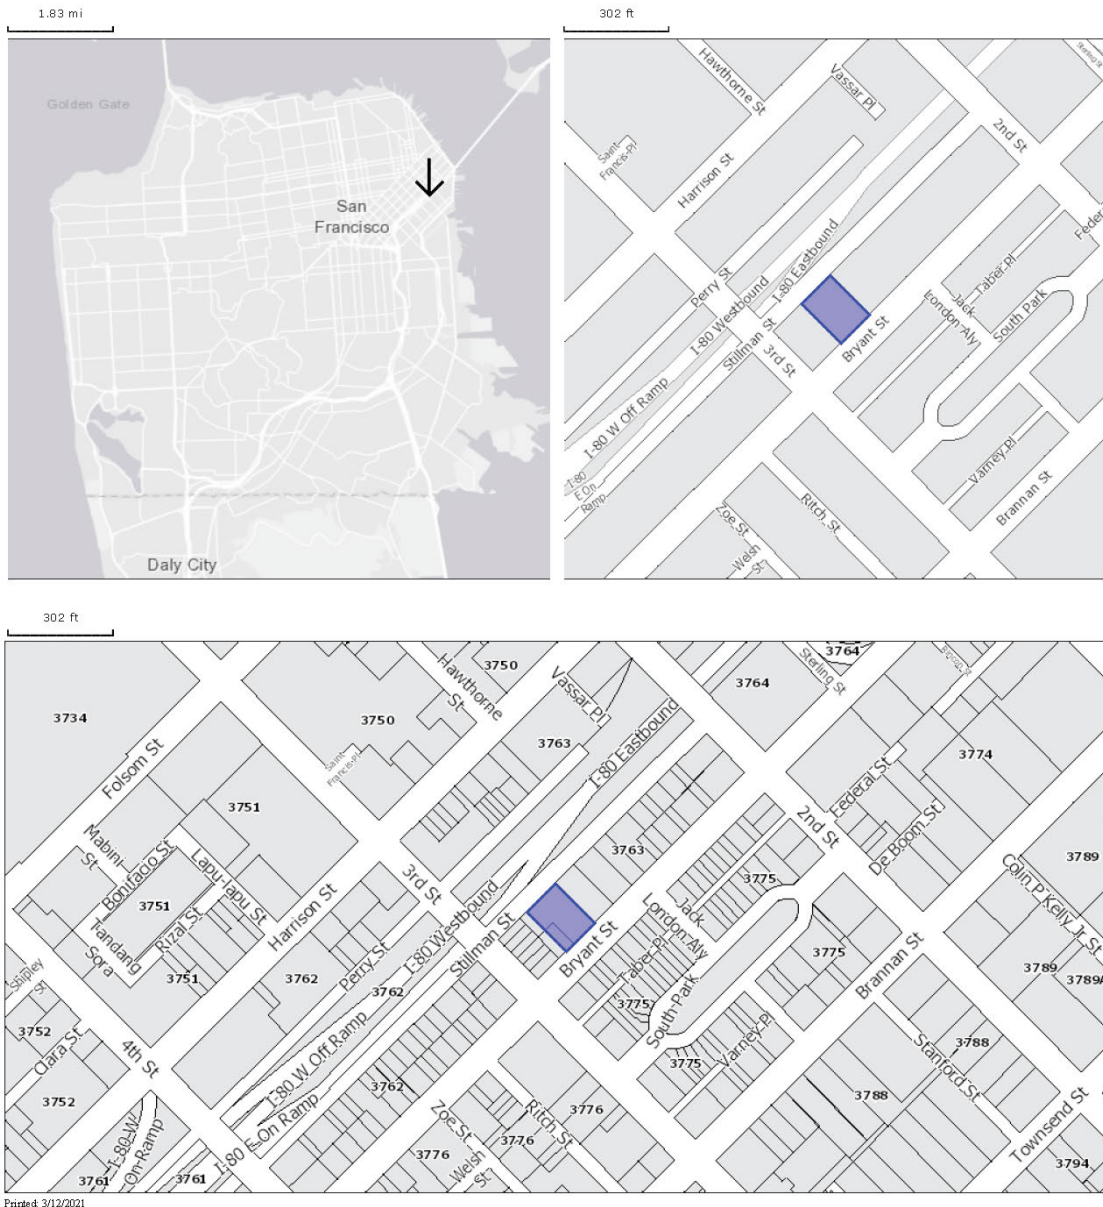 1.83 mi
Golden Gate
San
Francisco
Daly City
302 ft
Hawthorne St
Vassar Pl
Sterling St
2nd St
Saint
Francis Pl
Harrison St
Federal
Perry St
I-80 Westbound
I-80 Eastbound
Taber Pl
Jack
London Aly
South Park
Stillman St
3rd St
Bryant St
I-80 W Off Ramp
I-80
E On
Ramp
Varney Pl
Brannan St
Ritch St
Zoe St
Welsh
St
302 ft
3734
Folsom St
3750
Hawthorne
St
3750
Vassar Pl
3764
3764
Sterling St
Saint
Francis Pl
3763
I-80 Eastbound
3774
Federal St
3751
Mabini
St
Bonifacio St
Lapu-lapu St
3rd St
3763
2nd St
De Boom St
3789
Colin P Kelly Jr St
3751
Rizal St
Tandang
Sora
Harrison St
I-80 Westbound
Stillman St
Bryant St
Jack
London Aly
3775
Taber Pl
3775
Brannan St
3751
3762
Perry St
3762
3789
3789A
Shipley
St
3752
Clara St
4th St
I-80 W Off Ramp
3775
South Park
3775
Varney Pl
Stanford St
3788
3752
3762
3788
I-80 E On Ramp
Zoe St
Ritch St
3776
3776
3776
Welsh
St
Townsend St
3794
I-80 W
On Ramp
3761
3761
Printed: 3/12/2021